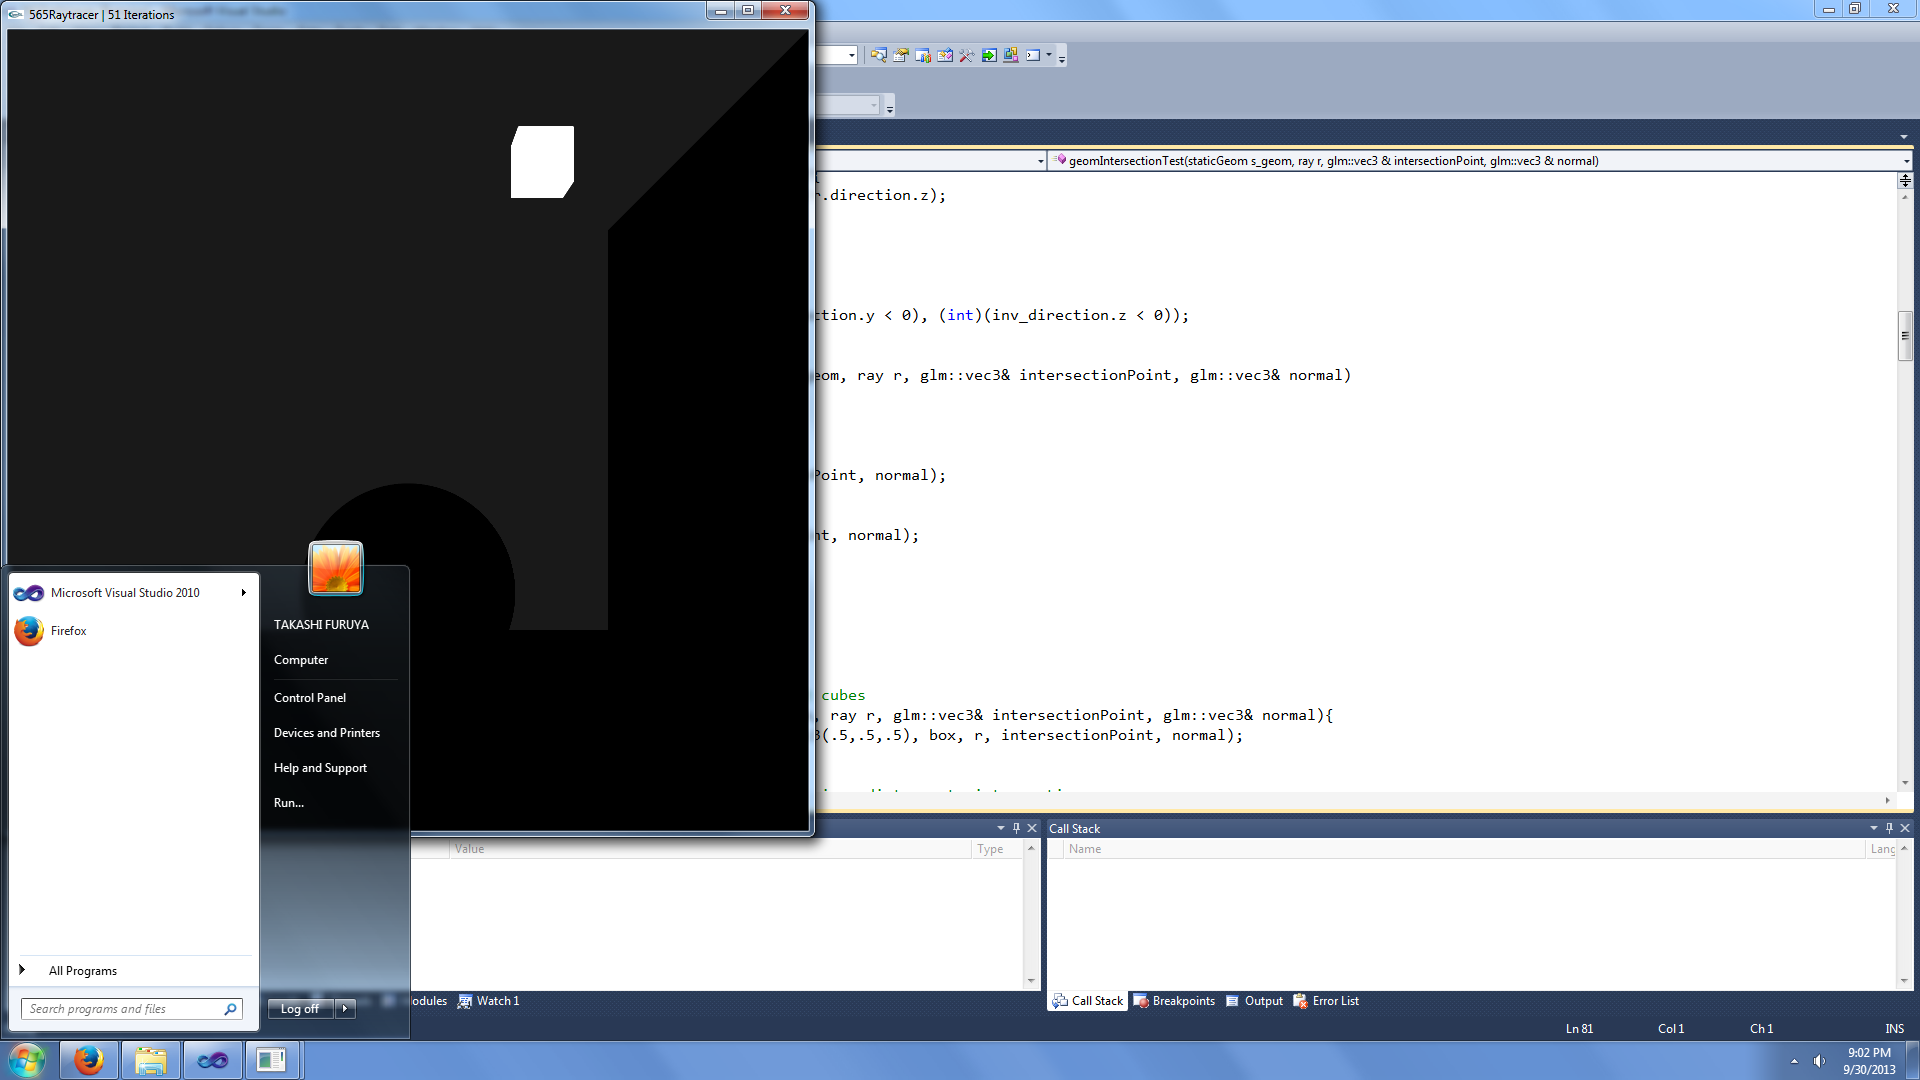 565Raytracer | 51 Iterations
geomIntersectionTest(staticGeom s_geom, ray r, glm::vec3 & intersectionPoint, glm::vec3 & normal)
r.direction.z);
ction.y < 0), (int)(inv_direction.z < 0));
eom, ray r, glm::vec3& intersectionPoint, glm::vec3& normal)
Point, normal);
nt, normal);
cubes
, ray r, glm::vec3& intersectionPoint, glm::vec3& normal){
3(.5,.5,.5), box, r, intersectionPoint, normal);
Microsoft Visual Studio 2010
Firefox
All Programs
Search programs and files
TAKASHI FURUYA
Computer
Control Panel
Devices and Printers
Help and Support
Run...
Log off
Value
Type
odules
Watch 1
Call Stack
Name
Lang
Call Stack
Breakpoints
Output
Error List
Ln 81
Col 1
Ch 1
INS
9:02 PM
9/30/2013